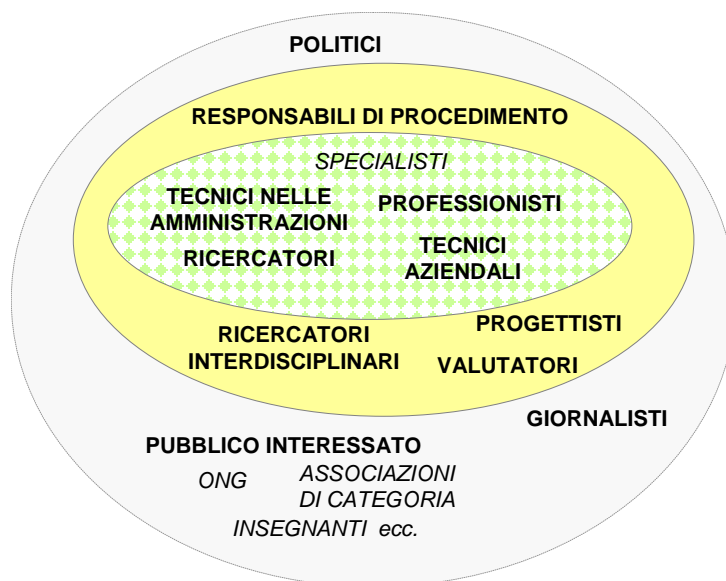 POLITICI
RESPONSABILI DI PROCEDIMENTO
SPECIALISTI
TECNICI NELLE
AMMINISTRAZIONI
PROFESSIONISTI
RICERCATORI
TECNICI
AZIENDALI
RICERCATORI
INTERDISCIPLINARI
PROGETTISTI
VALUTATORI
GIORNALISTI
PUBBLICO INTERESSATO
ONG
ASSOCIAZIONI
DI CATEGORIA
INSEGNANTI ecc.